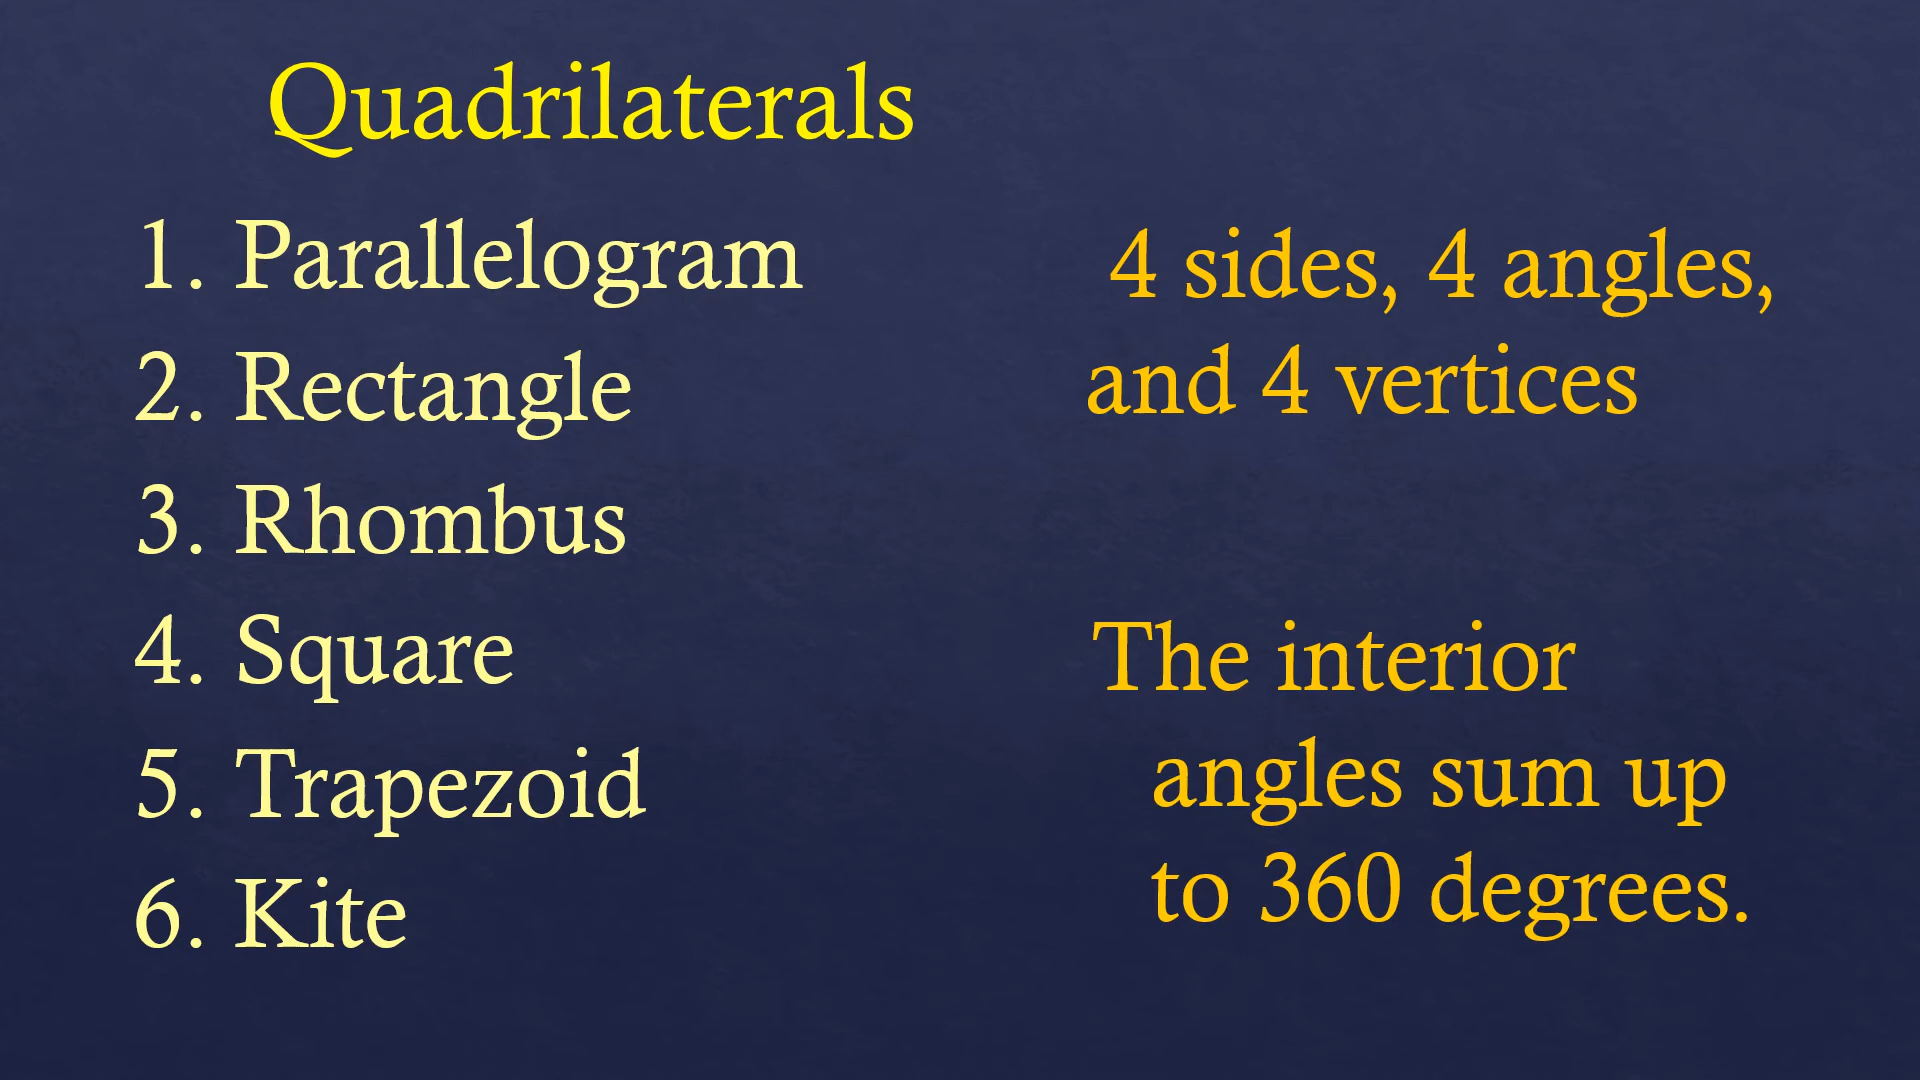 Quadrilaterals
1. Parallelogram
2. Rectangle
3. Rhombus
4. Square
5. Trapezoid
6. Kite
4 sides, 4 angles,
and 4 vertices
The interior
angles sum up
to 360 degrees.